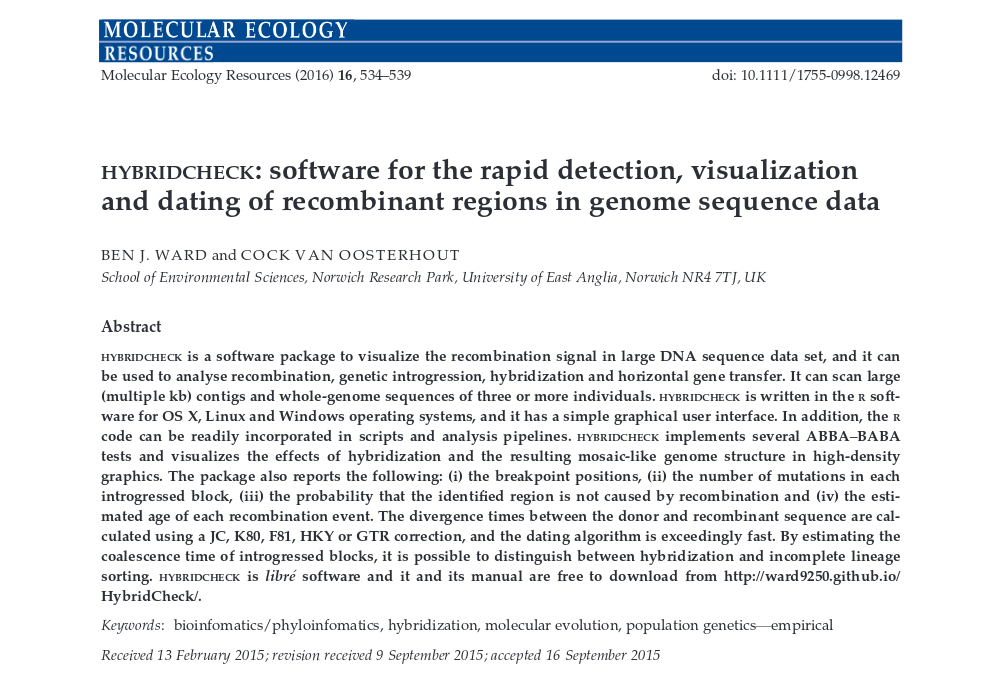 MOLECULAR ECOLOGY
RESOURCES
Molecular Ecology Resources (2016) 16, 534–539
doi: 10.1111/1755-0998.12469
HYBRIDCHECK: software for the rapid detection, visualization
and dating of recombinant regions in genome sequence data
BEN J. WARD and COCK VAN OOSTERHOUT
School of Environmental Sciences, Norwich Research Park, University of East Anglia, Norwich NR4 7TJ, UK
Abstract
HYBRIDCHECK is a software package to visualize the recombination signal in large DNA sequence data set, and it can
be used to analyse recombination, genetic introgression, hybridization and horizontal gene transfer. It can scan large
(multiple kb) contigs and whole-genome sequences of three or more individuals. HYBRIDCHECK is written in the R soft-
ware for OS X, Linux and Windows operating systems, and it has a simple graphical user interface. In addition, the R
code can be readily incorporated in scripts and analysis pipelines. HYBRIDCHECK implements several ABBA–BABA
tests and visualizes the effects of hybridization and the resulting mosaic-like genome structure in high-density
graphics. The package also reports the following: (i) the breakpoint positions, (ii) the number of mutations in each
introgressed block, (iii) the probability that the identified region is not caused by recombination and (iv) the esti-
mated age of each recombination event. The divergence times between the donor and recombinant sequence are cal-
culated using a JC, K80, F81, HKY or GTR correction, and the dating algorithm is exceedingly fast. By estimating the
coalescence time of introgressed blocks, it is possible to distinguish between hybridization and incomplete lineage
sorting. HYBRIDCHECK is libré software and it and its manual are free to download from http://ward9250.github.io/
HybridCheck/.
Keywords: bioinfomatics/phyloinfomatics, hybridization, molecular evolution, population genetics—empirical
Received 13 February 2015; revision received 9 September 2015; accepted 16 September 2015